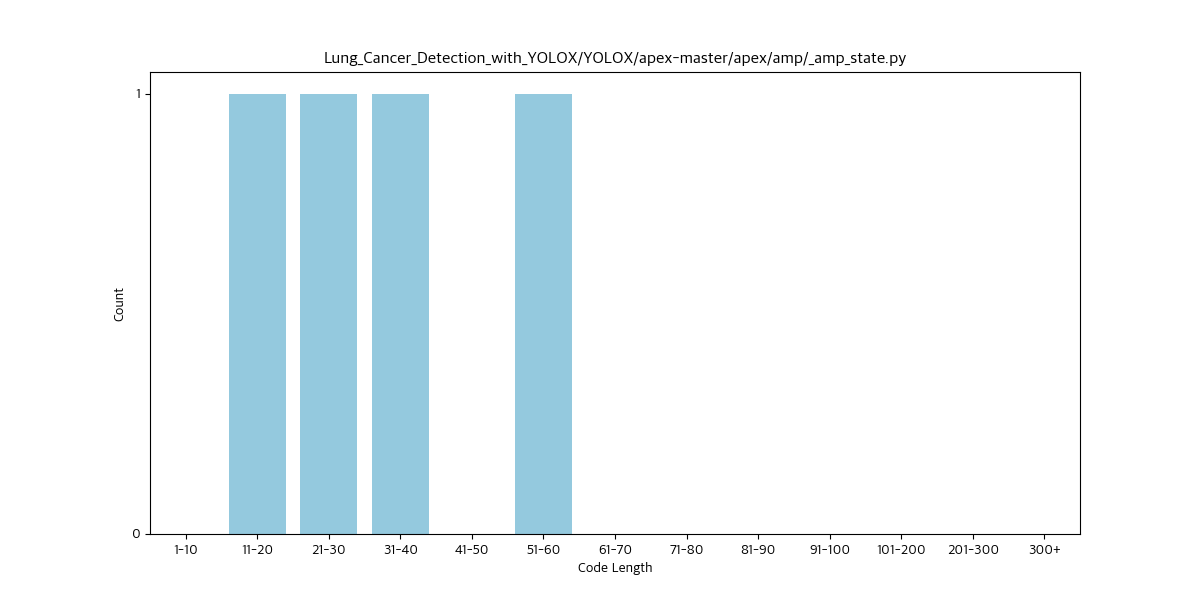 Lung_Cancer_Detection_with_YOLOX/YOLOX/apex-master/apex/amp/_amp_state.py
1
Count
0
1-10 11-20 21-30 31-40 41-50 51-60 61-70 71-80 81-90 91-100 101-200 201-300 300+
Code Length